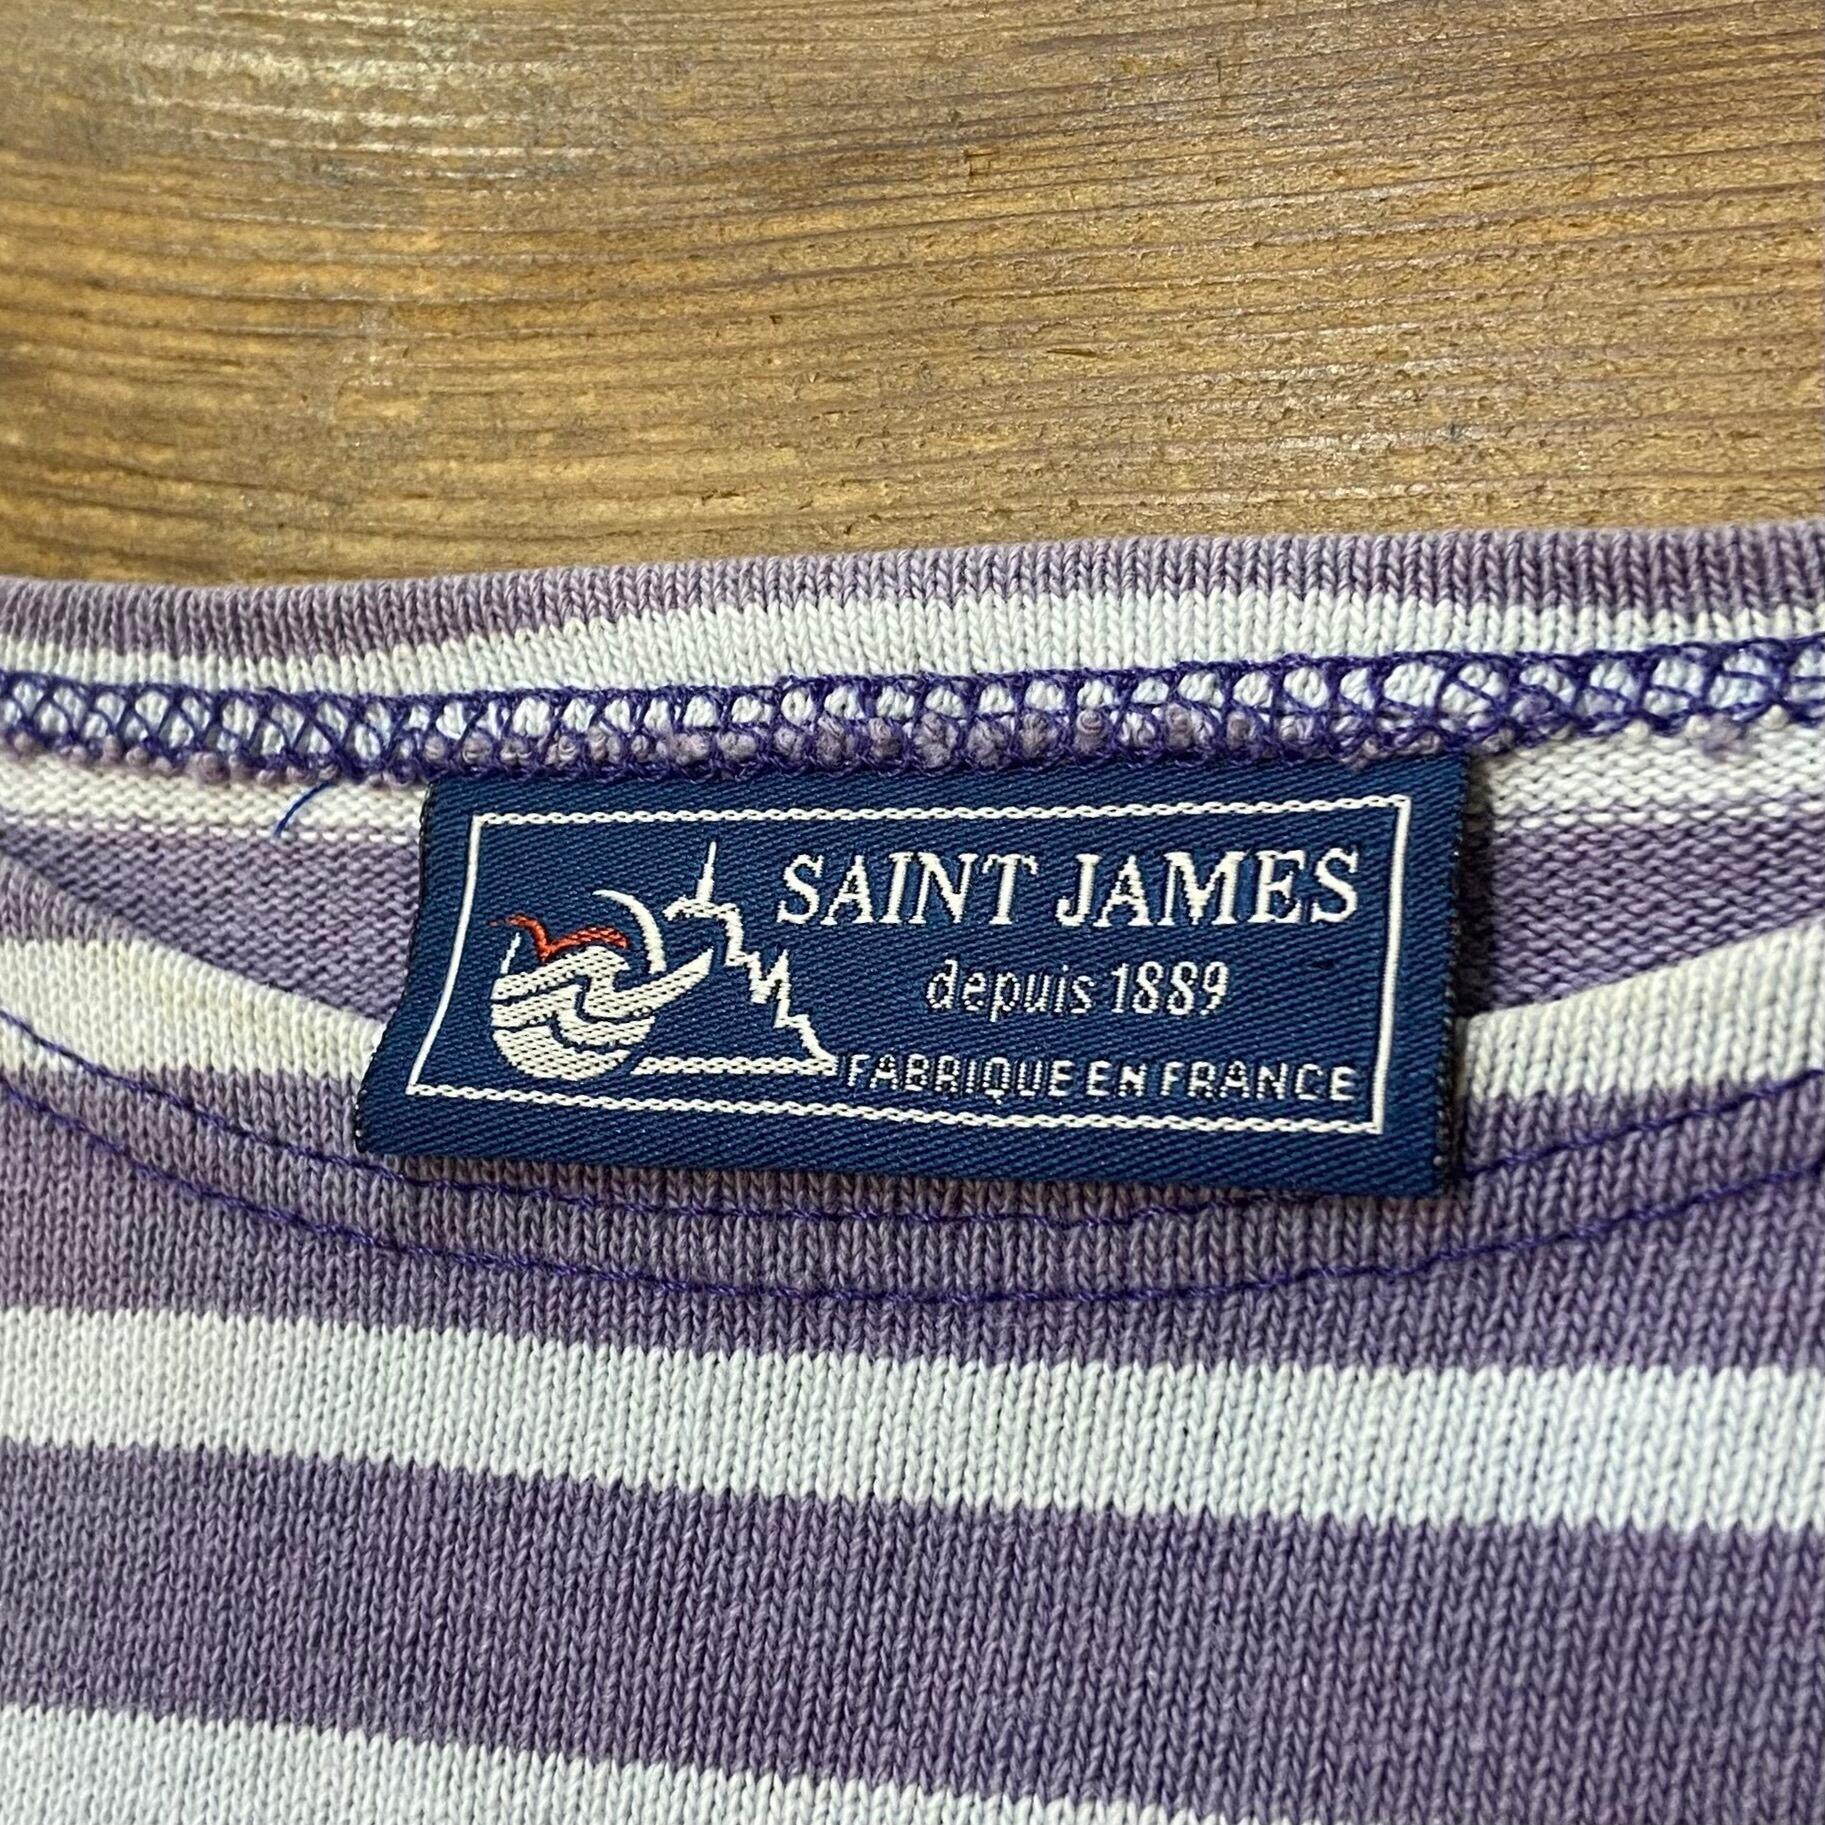 SAINT JAMES
depuis 1889
FABRIQUE EN FRANCE